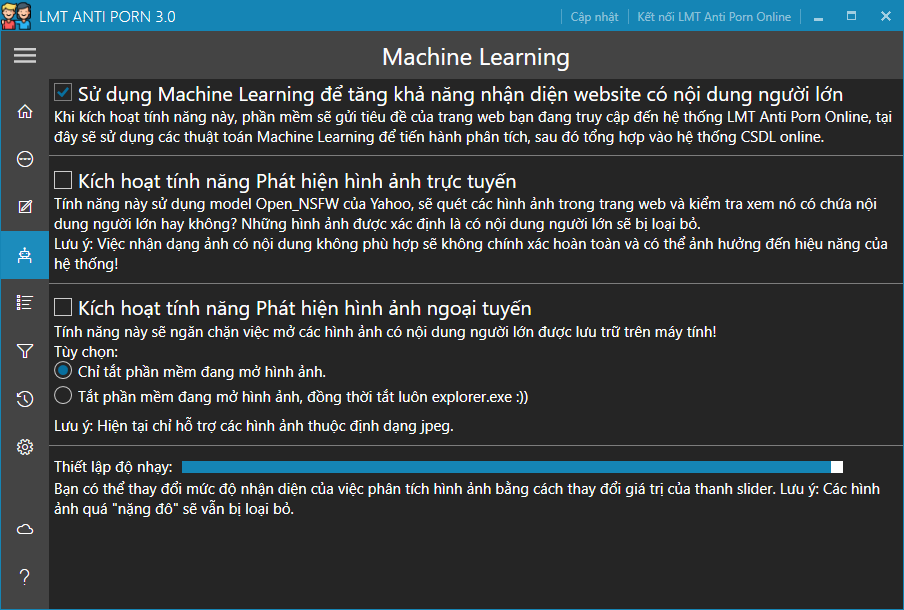 LMT ANTI PORN 3.0
Cập nhật
Kết nối LMT Anti Porn Online
Machine Learning
Sử dụng Machine Learning để tăng khả năng nhận diện website có nội dung người lớn
Khi kích hoạt tính năng này, phần mềm sẽ gửi tiêu đề của trang web bạn đang truy cập đến hệ thống LMT Anti Porn Online, tại
đây sẽ sử dụng các thuật toán Machine Learning để tiến hành phân tích, sau đó tổng hợp vào hệ thống CSDL online.
Kích hoạt tính năng Phát hiện hình ảnh trực tuyến
Tính năng này sử dụng model Open_NSFW của Yahoo, sẽ quét các hình ảnh trong trang web và kiểm tra xem nó có chứa nội
dung người lớn hay không? Những hình ảnh được xác định là có nội dung người lớn sẽ bị loại bỏ.
Lưu ý: Việc nhận dạng ảnh có nội dung không phù hợp sẽ không chính xác hoàn toàn và có thể ảnh hưởng đến hiệu năng của
hệ thống!
Kích hoạt tính năng Phát hiện hình ảnh ngoại tuyến
Tính năng này sẽ ngăn chặn việc mở các hình ảnh có nội dung người lớn được lưu trữ trên máy tính!
Tùy chọn:
Chỉ tắt phần mềm đang mở hình ảnh.
Tắt phần mềm đang mở hình ảnh, đồng thời tắt luôn explorer.exe :))
Lưu ý: Hiện tại chỉ hỗ trợ các hình ảnh thuộc định dạng jpeg.
Thiết lập độ nhạy:
Bạn có thể thay đổi mức độ nhận diện của việc phân tích hình ảnh bằng cách thay đổi giá trị của thanh slider. Lưu ý: Các hình
ảnh quá "nặng đô" sẽ vẫn bị loại bỏ.